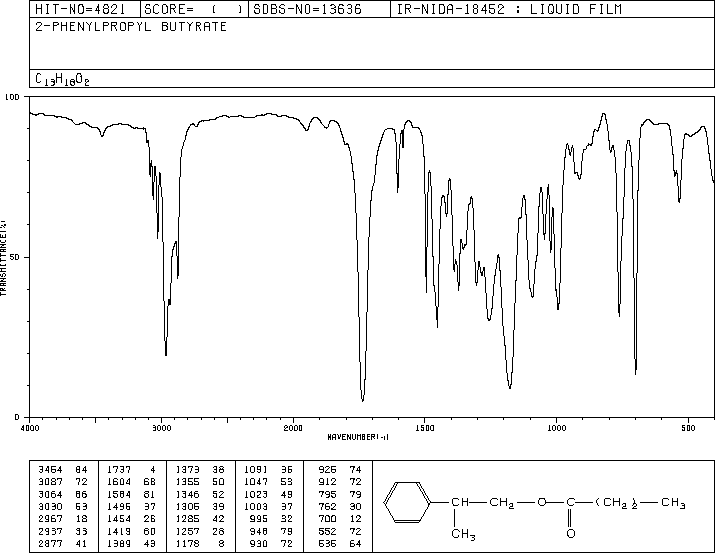 HIT-NO=4821 SCORE= ( ) SDBS-NO=13636 IR-NIDA-18452 : LIQUID FILM
2-PHENYLPROPYL BUTYRATE
C13H18O2
100
50
0
TRANSMITTANCE(%)
4000 3000 2000 1500 1000 500
WAVENUMBER(-1)
3464 84 1737 4 1373 38 1091 36 926 74
3087 72 1604 68 1355 50 1047 53 912 72
3064 66 1584 81 1346 52 1023 49 795 79
3030 53 1495 37 1305 39 1003 37 762 30
2967 18 1454 26 1285 42 995 32 700 12
2937 33 1419 60 1257 28 948 79 552 72
2877 41 1389 43 1178 8 930 72 535 64
CH—CH2—O—C—(CH2)2—CH3
CH3 O